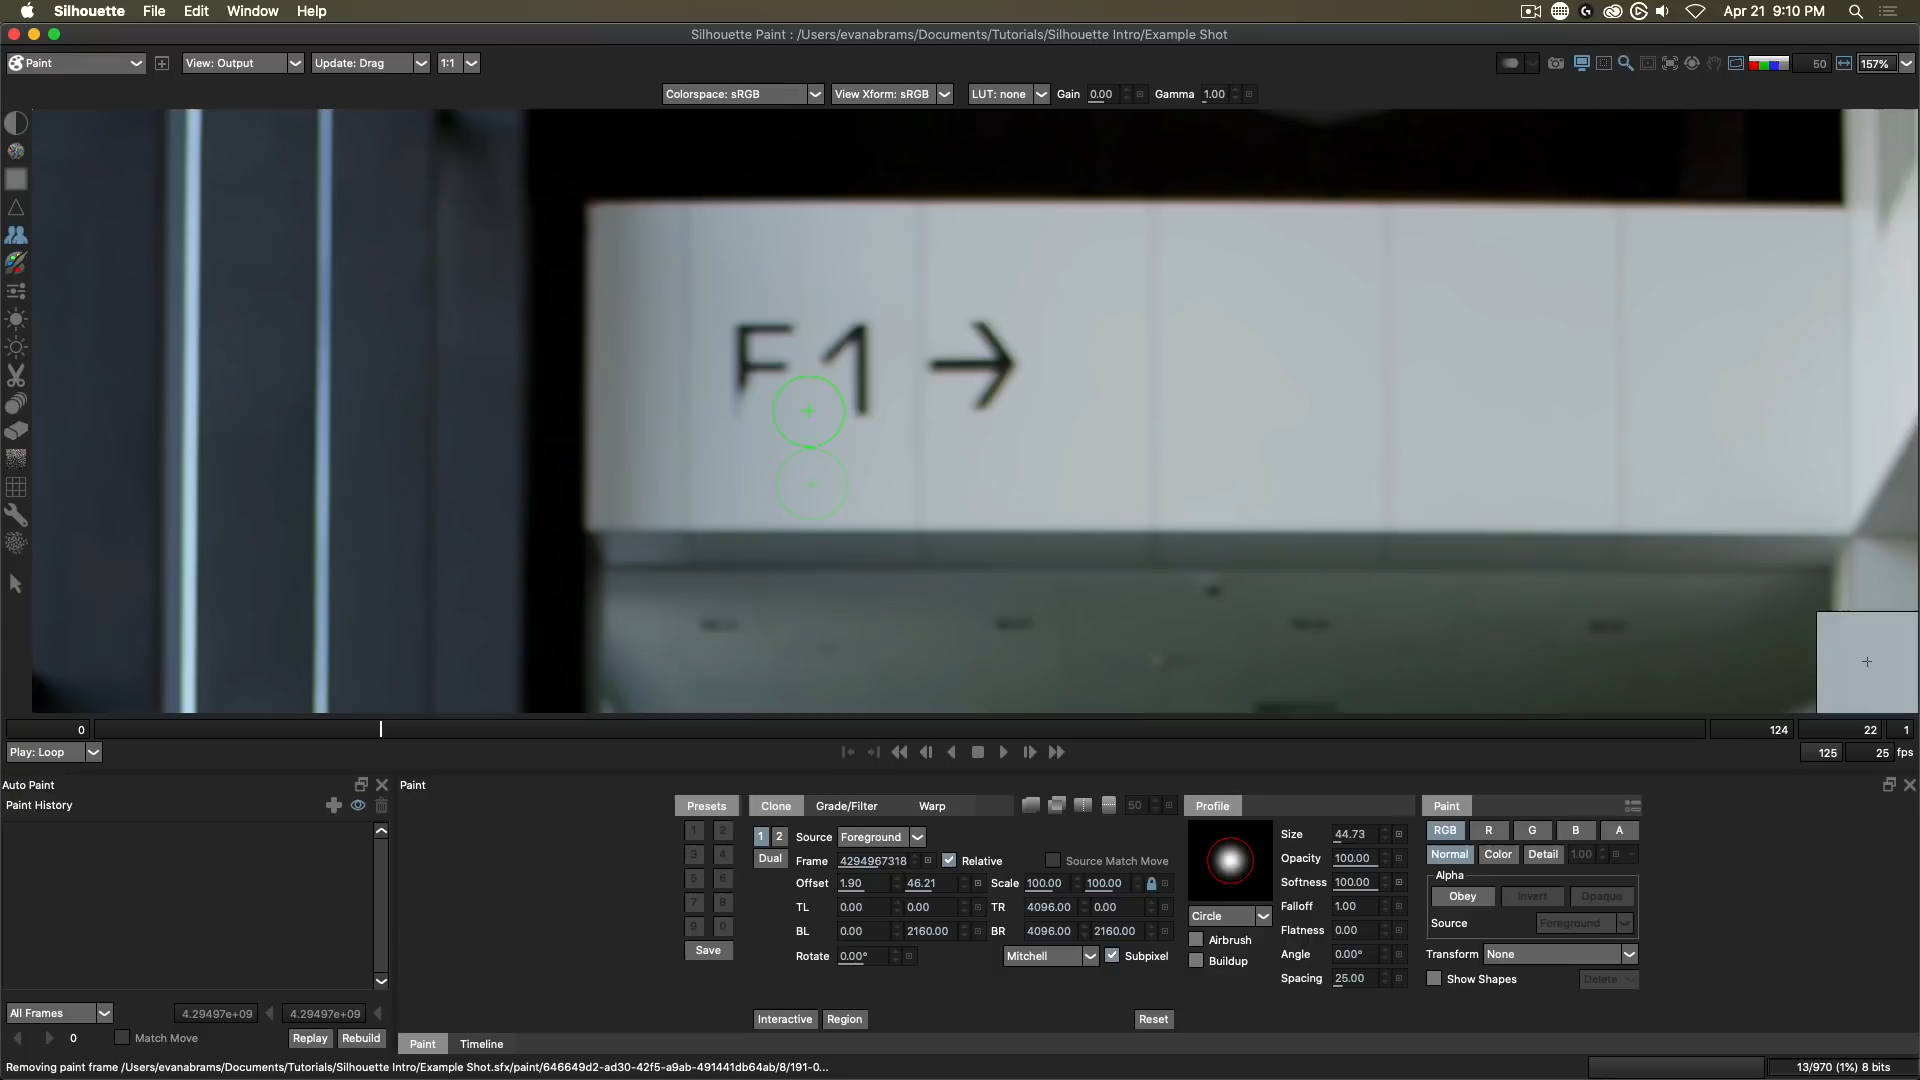 Silhouette File Edit Window Help Apr 21 9:10 PM
Silhouette Paint : /Users/evanabrams/Documents/Tutorials/Silhouette Intro/Example Shot
Paint View: Output Update: Drag 1:1 50 157%
Colorspace: sRGB View Xform: sRGB LUT: none Gain 0.00 Gamma 1.00
F1 →
0 124 22 1
Play: Loop 125 25 fps
Auto Paint Paint
Paint History Presets Clone Grade/Filter Warp 50 Profile Paint
1 2 1 2 Source Foreground Size 44.73 RGB R G B A
3 4 Dual Frame 4294967318 Relative Source Match Move Opacity 100.00 Normal Color Detail 1.00
5 6 Offset 1.90 46.21 Scale 100.00 100.00 Softness 100.00 Alpha
7 8 TL 0.00 0.00 TR 4096.00 0.00 Circle Falloff 1.00 Obey Invert Opaque
9 0 BL 0.00 2160.00 BR 4096.00 2160.00 Airbrush Flatness 0.00 Source Foreground
Save Rotate 0.00° Mitchell Subpixel Buildup Angle 0.00° Transform None
Spacing 25.00 Show Shapes Delete
All Frames 4.29497e+09 4.29497e+09 Interactive Region Reset
0 Match Move Replay Rebuild Paint Timeline
Removing paint frame /Users/evanabrams/Documents/Tutorials/Silhouette Intro/Example Shot.sfx/paint/646649d2-ad30-42f5-a9ab-491441db64ab/8/191-0... 13/970 (1%) 8 bits